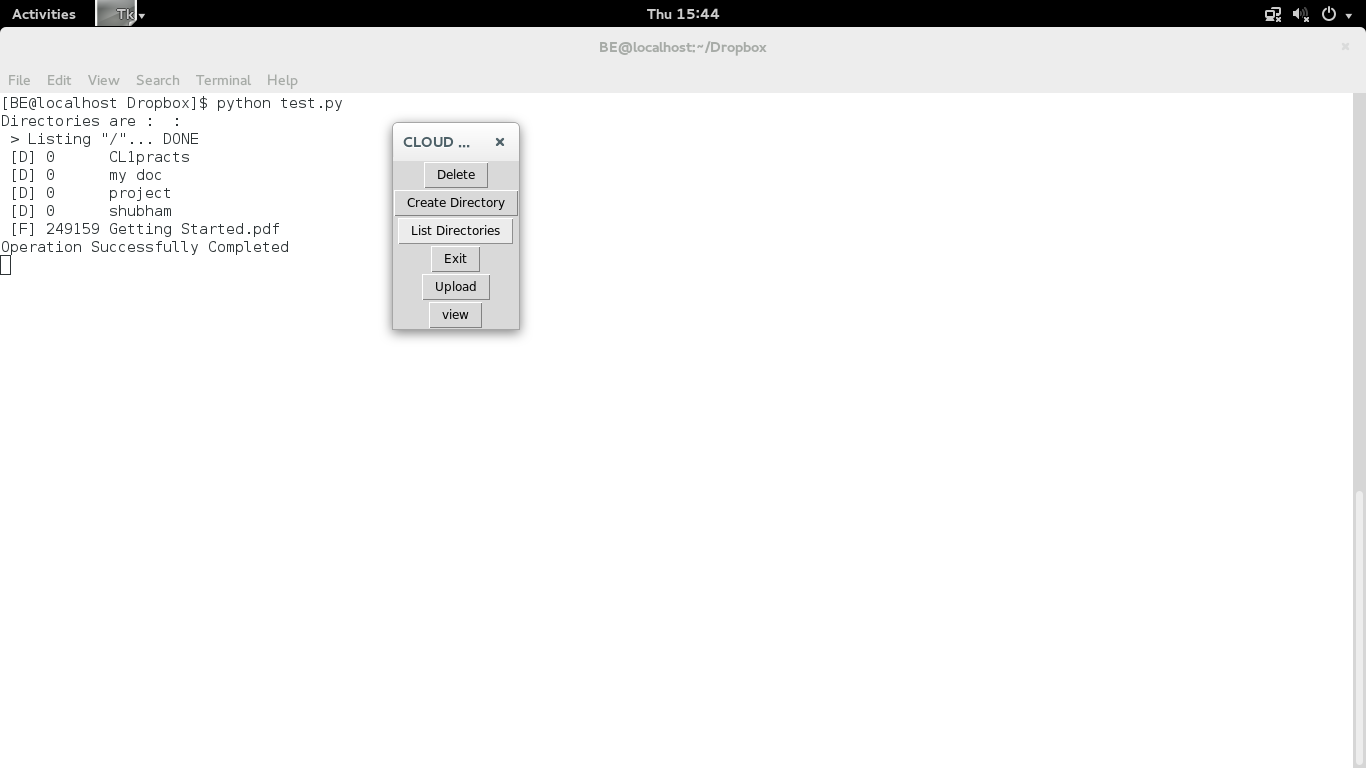 Activities Tk Thu 15:44
BE@localhost:~/Dropbox
File Edit View Search Terminal Help
[BE@localhost Dropbox]$ python test.py
Directories are :  :
 > Listing "/"... DONE
 [D] 0      CL1practs
 [D] 0      my doc
 [D] 0      project
 [D] 0      shubham
 [F] 249159 Getting Started.pdf
Operation Successfully Completed
CLOUD ...
Delete
Create Directory
List Directories
Exit
Upload
view